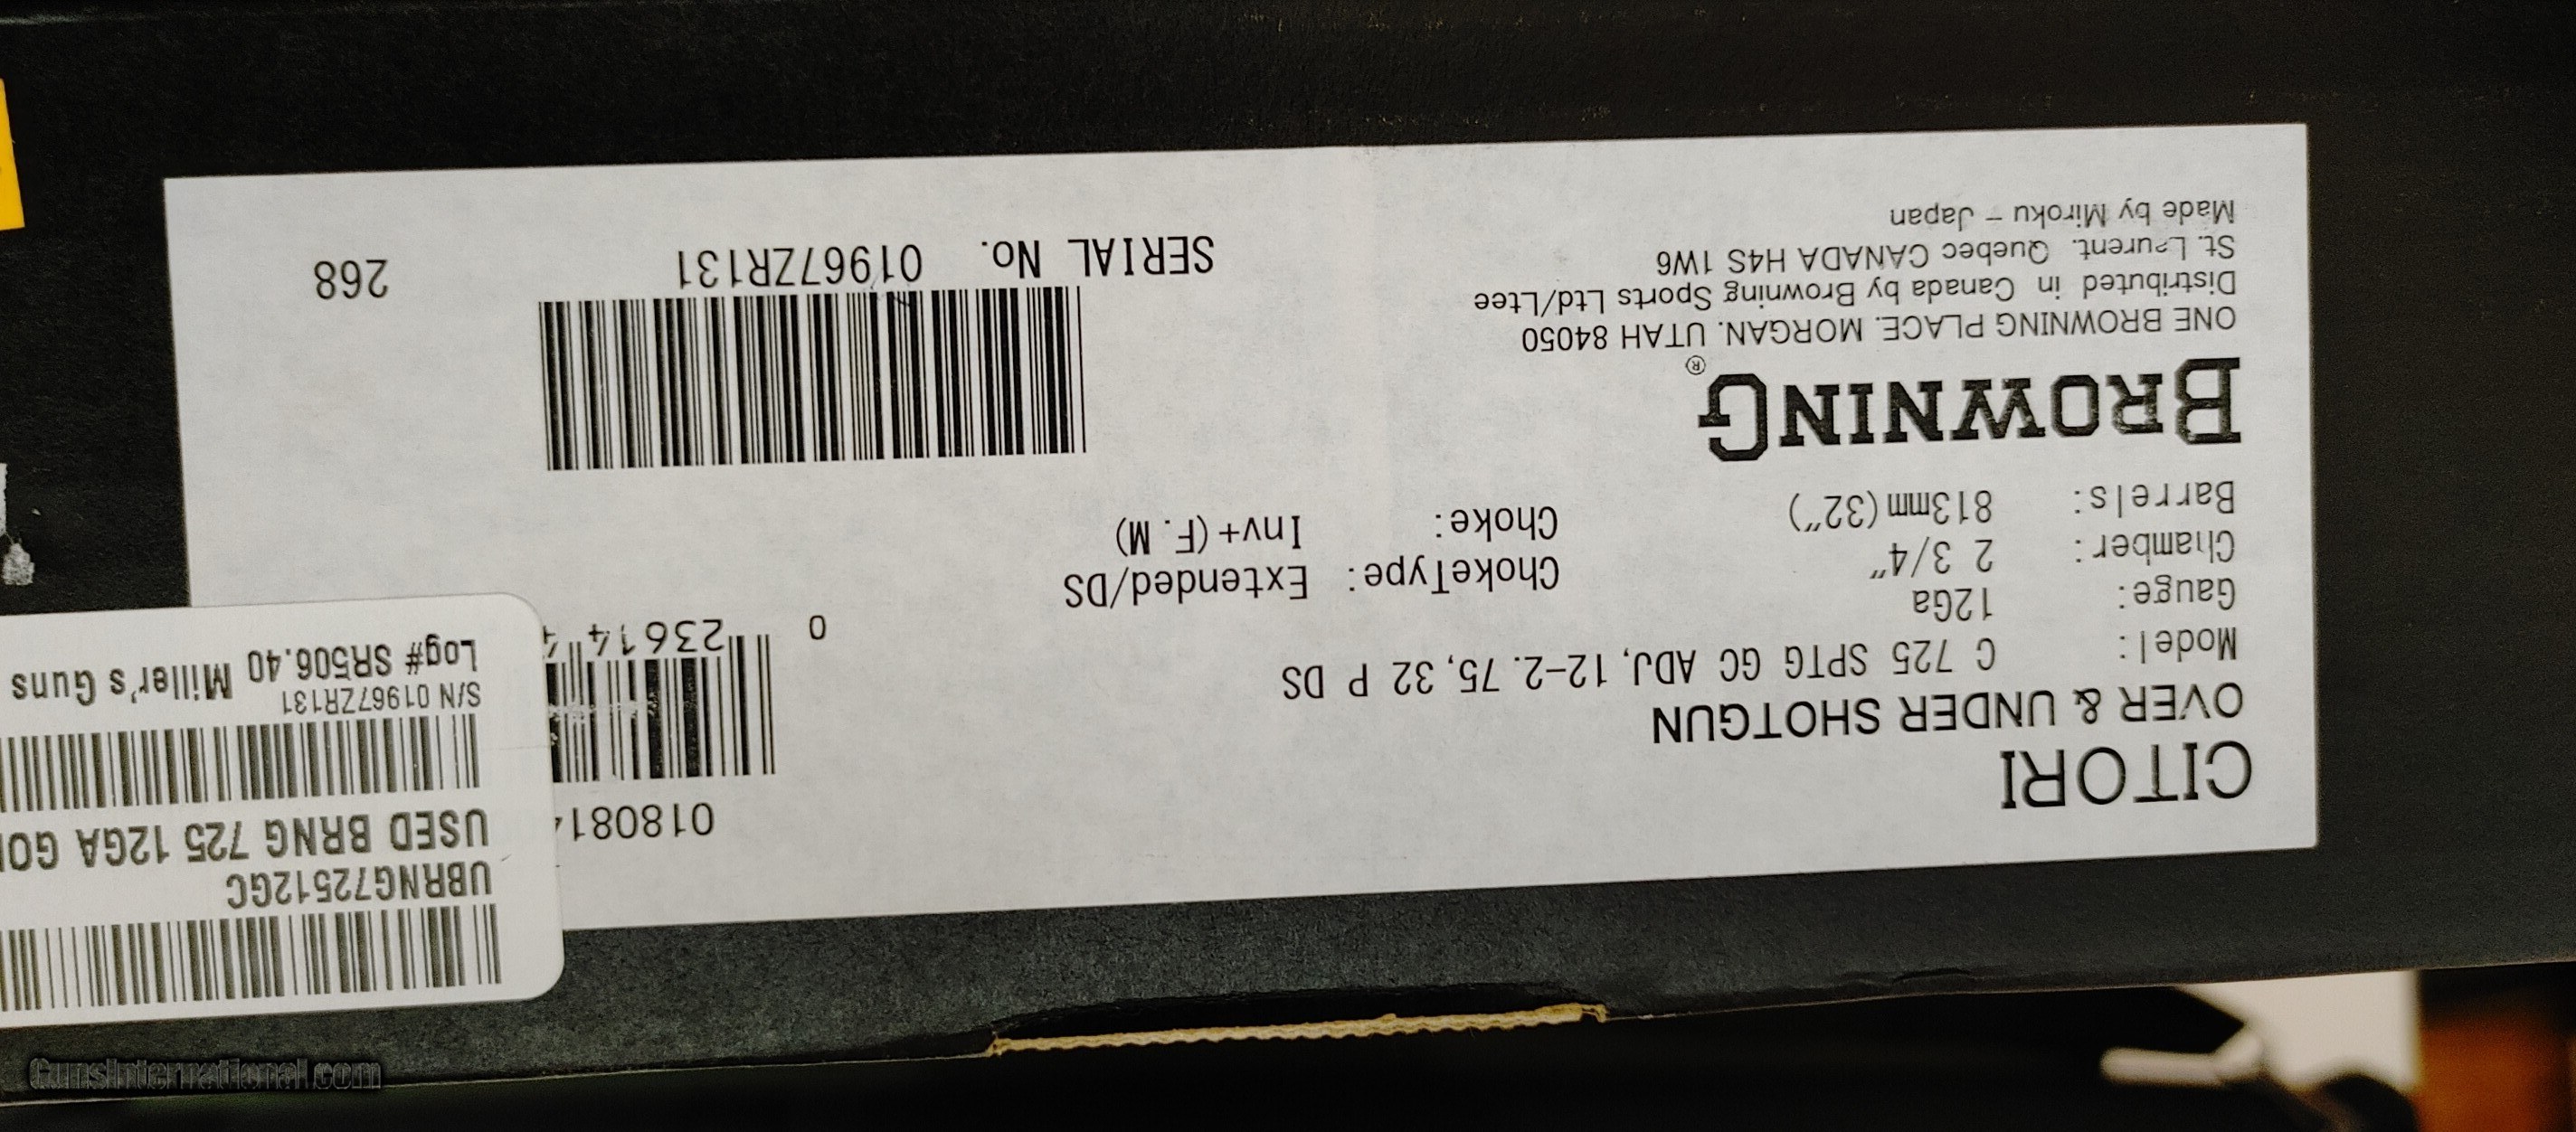 CITORI
OVER & UNDER SHOTGUN
Model: C 725 SPTG GC ADJ, 12-2.75, 32 P DS
Gauge: 12Ga
Chamber: 2 3/4" ChokeType: Extended/DS
Barrels: 813mm (32") Choke: Inv+(F. M)
BROWNING®
ONE BROWNING PLACE. MORGAN. UTAH 84050
Distributed in Canada by Browning Sports Ltd/Ltee
St. Laurent. Quebec CANADA H4S 1W6
Made by Miroku - Japan
018081
0 23614
SERIAL No. 01967ZR131
268
UBRNG72512GC
USED BRNG 725 12GA
S/N 01967ZR131
Log# SR506.40 Miller's Guns
GunsInternational.com